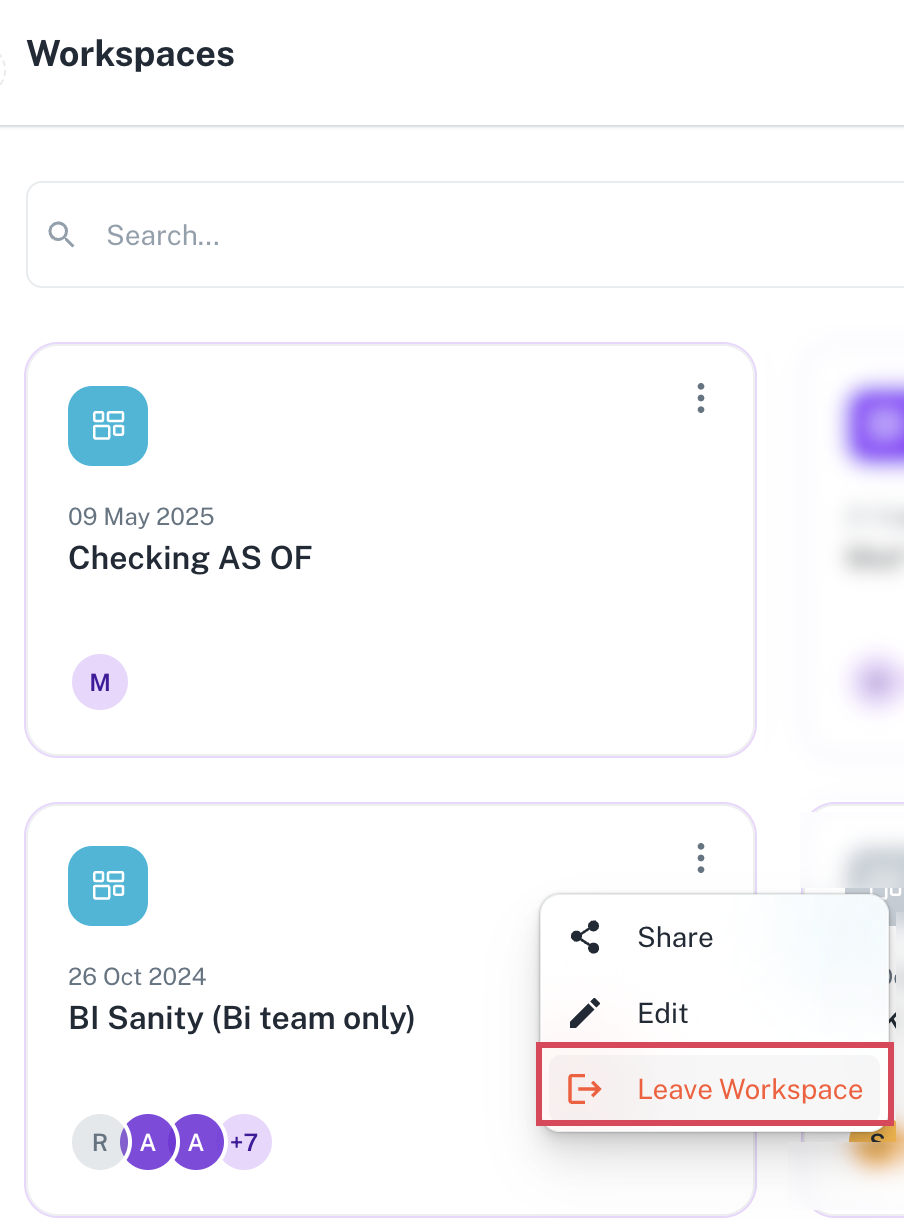 Workspaces
Search...
09 May 2025
Checking AS OF
M
26 Oct 2024
BI Sanity (Bi team only)
R A A +7
Share
Edit
Leave Workspace
S